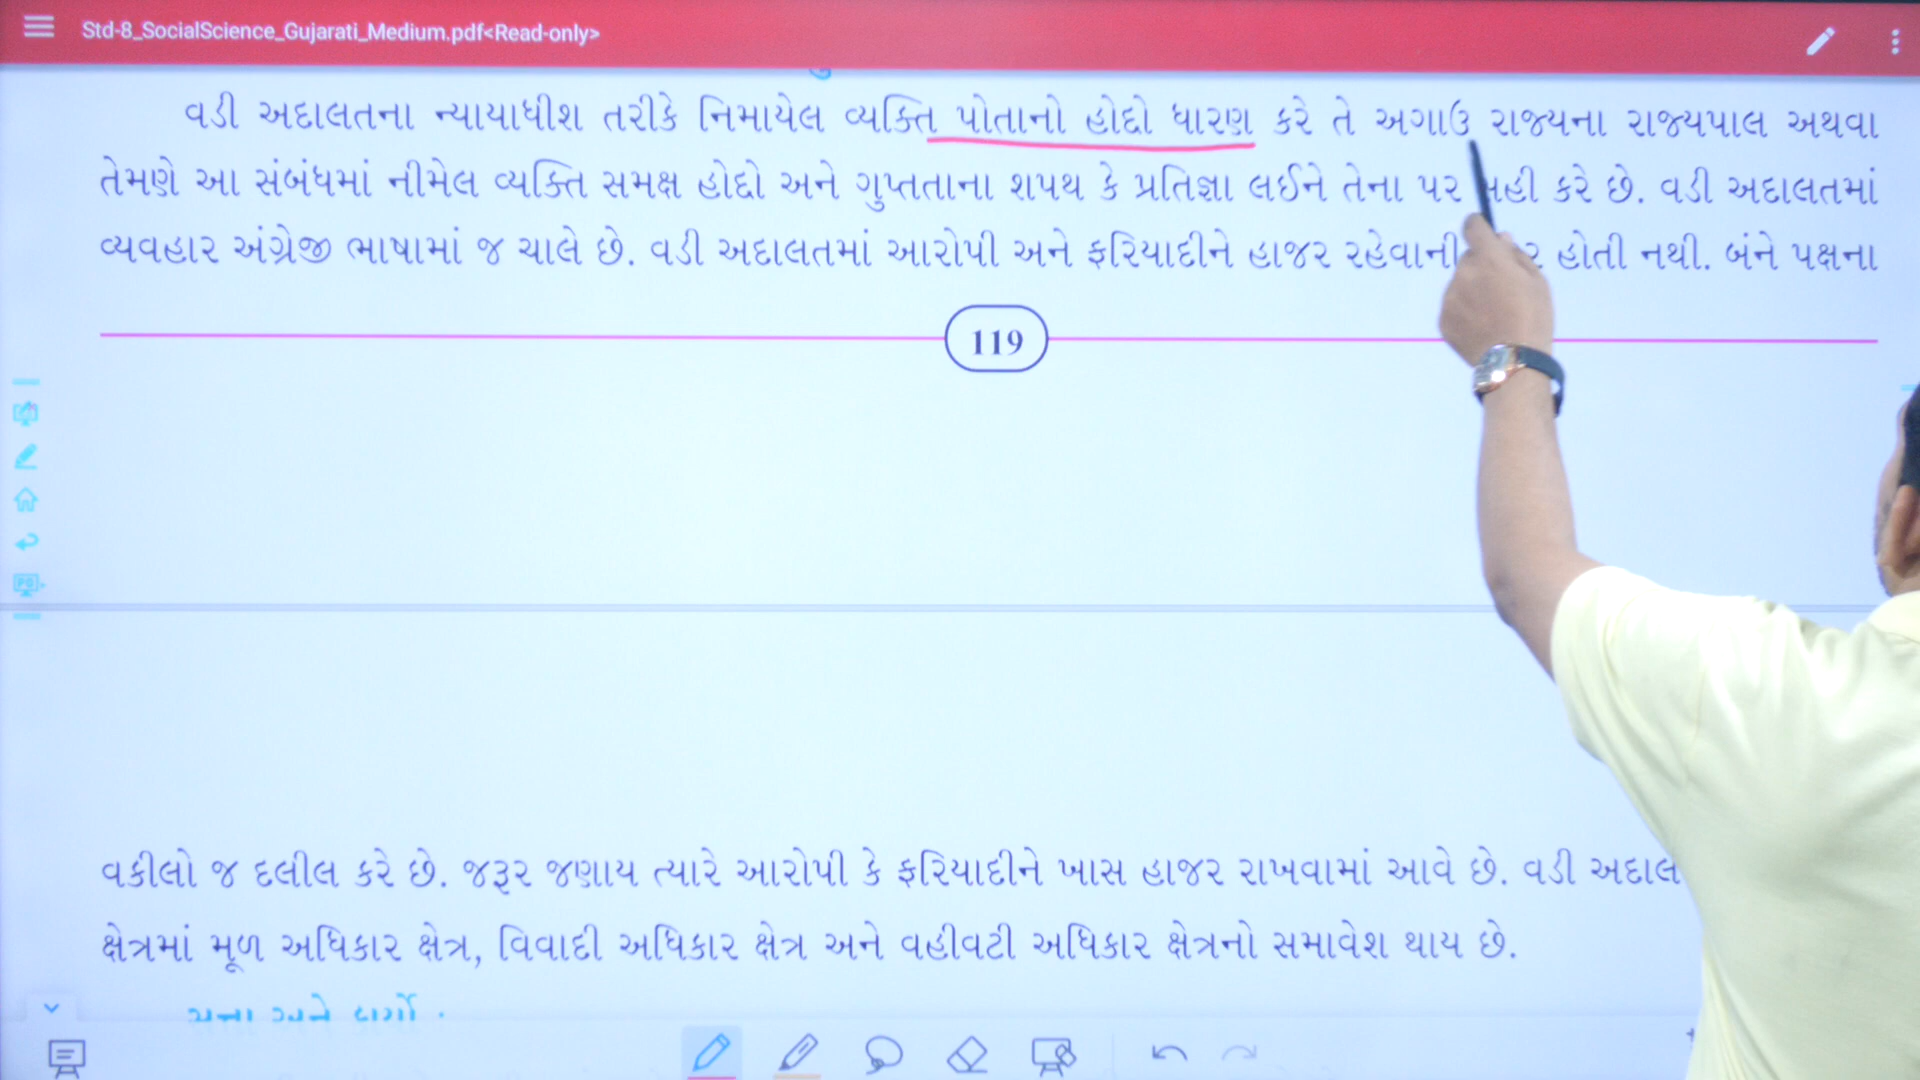 Std-8_SocialScience_Gujarati_Medium.pdf<Read-only>
વડી અદાલતના ન્યાયાધીશ તરીકે નિમાયેલ વ્યક્તિ પોતાનો હોદ્દો ધારણ કરે તે અગાઉ રાજ્યના રાજ્યપાલ અથવા
તેમણે આ સંબંધમાં નીમેલ વ્યક્તિ સમક્ષ હોદ્દો અને ગુપ્તતાના શપથ કે પ્રતિજ્ઞા લઈને તેના પર સહી કરે છે. વડી અદાલતમાં
વ્યવહાર અંગ્રેજી ભાષામાં જ ચાલે છે. વડી અદાલતમાં આરોપી અને ફરિયાદીને હાજર રહેવાની હોતી નથી. બંને પક્ષના
119
વકીલો જ દલીલ કરે છે. જરૂર જણાય ત્યારે આરોપી કે ફરિયાદીને ખાસ હાજર રાખવામાં આવે છે. વડી અદાલ
ક્ષેત્રમાં મૂળ અધિકાર ક્ષેત્ર, વિવાદી અધિકાર ક્ષેત્ર અને વહીવટી અધિકાર ક્ષેત્રનો સમાવેશ થાય છે.